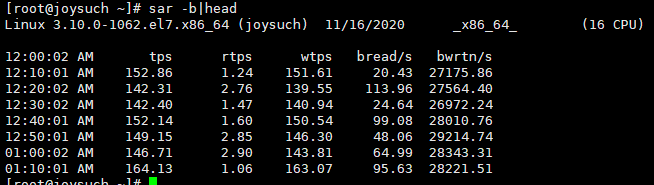 [root@joysuch ~]# sar -b|head
Linux 3.10.0-1062.el7.x86_64 (joysuch) 11/16/2020 _x86_64_ (16 CPU)
12:00:02 AM tps rtps wtps bread/s bwrtn/s
12:10:01 AM 152.86 1.24 151.61 20.43 27175.86
12:20:02 AM 142.31 2.76 139.55 113.96 27564.40
12:30:02 AM 142.40 1.47 140.94 24.64 26972.24
12:40:01 AM 152.14 1.60 150.54 99.08 28010.76
12:50:01 AM 149.15 2.85 146.30 48.06 29214.74
01:00:02 AM 146.71 2.90 143.81 64.99 28343.31
01:10:01 AM 164.13 1.06 163.07 95.63 28221.51
[root@joysuch ~]#